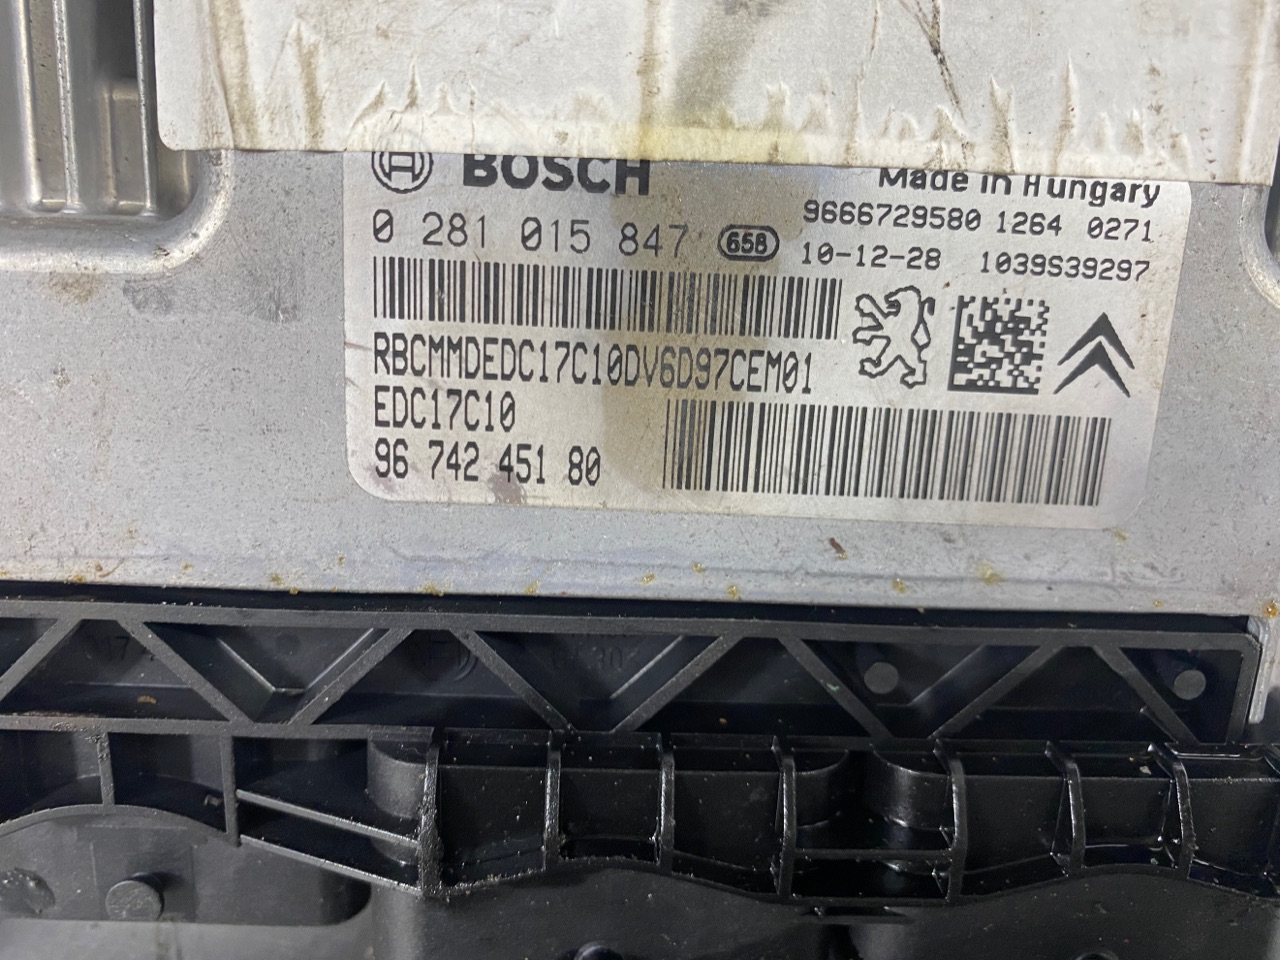 BOSCH
Made in Hungary
0 281 015 847 658
9666729580 1264 0271
10-12-28 1039S39297
RBCMMDEDC17C10DV6D97CEM01
EDC17C10
96 742 451 80